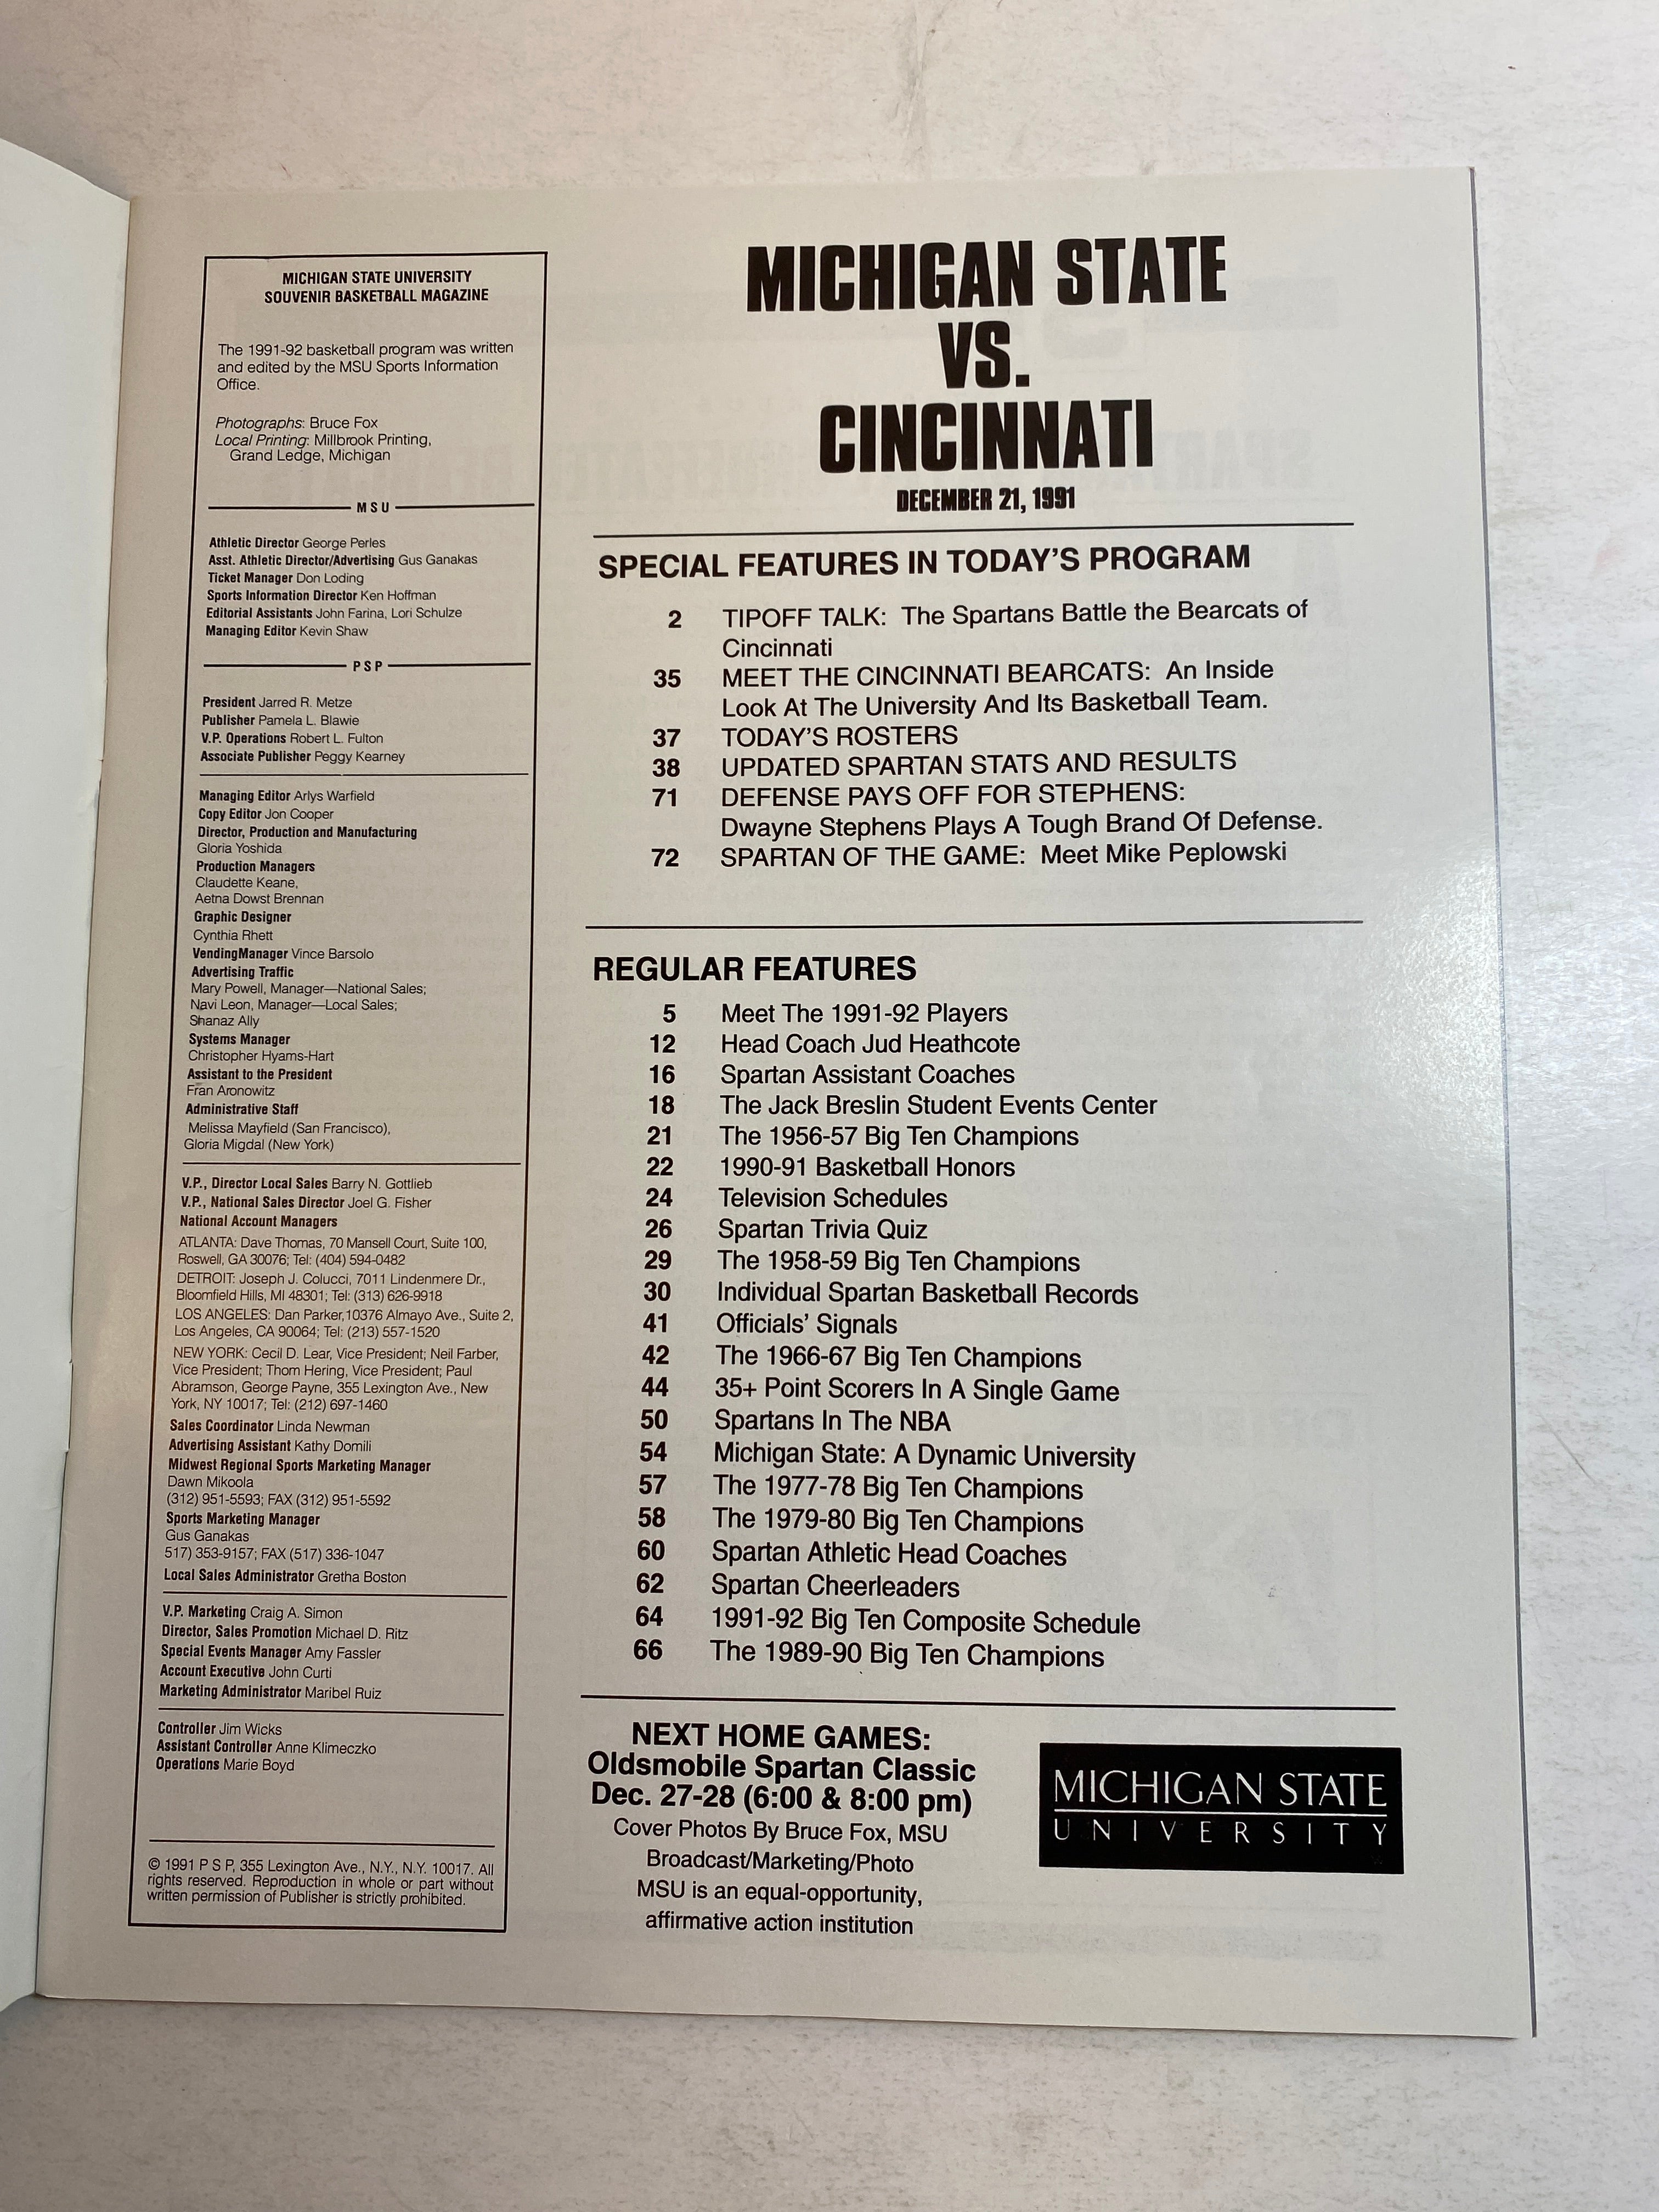 MICHIGAN STATE UNIVERSITY
SOUVENIR BASKETBALL MAGAZINE
The 1991-92 basketball program was written
and edited by the MSU Sports Information
Office.
Photographs: Bruce Fox
Local Printing: Millbrook Printing,
Grand Ledge, Michigan
MSU
Athletic Director George Perles
Asst. Athletic Director/Advertising Gus Ganakas
Ticket Manager Don Loding
Sports Information Director Ken Hoffman
Editorial Assistants John Farina, Lori Schulze
Managing Editor Kevin Shaw
PSP
President Jarred R. Metze
Publisher Pamela L. Blawie
V.P. Operations Robert L. Fulton
Associate Publisher Peggy Kearney
Managing Editor Arlys Warfield
Copy Editor Jon Cooper
Director, Production and Manufacturing
Gloria Yoshida
Production Managers
Claudette Keane,
Aetna Dowst Brennan
Graphic Designer
Cynthia Rhett
VendingManager Vince Barsolo
Advertising Traffic
Mary Powell, Manager—National Sales;
Navi Leon, Manager—Local Sales;
Shanaz Ally
Systems Manager
Christopher Hyams-Hart
Assistant to the President
Fran Aronowitz
Administrative Staff
Melissa Mayfield (San Francisco),
Gloria Migdal (New York)
V.P., Director Local Sales Barry N. Gottlieb
V.P., National Sales Director Joel G. Fisher
National Account Managers
ATLANTA: Dave Thomas, 70 Mansell Court, Suite 100,
Roswell, GA 30076; Tel: (404) 594-0482
DETROIT: Joseph J. Colucci, 7011 Lindenmere Dr.,
Bloomfield Hills, MI 48301; Tel: (313) 626-9918
LOS ANGELES: Dan Parker,10376 Almayo Ave., Suite 2,
Los Angeles, CA 90064; Tel: (213) 557-1520
NEW YORK: Cecil D. Lear, Vice President; Neil Farber,
Vice President; Thom Hering, Vice President; Paul
Abramson, George Payne, 355 Lexington Ave., New
York, NY 10017; Tel: (212) 697-1460
Sales Coordinator Linda Newman
Advertising Assistant Kathy Domili
Midwest Regional Sports Marketing Manager
Dawn Mikoola
(312) 951-5593; FAX (312) 951-5592
Sports Marketing Manager
Gus Ganakas
517) 353-9157; FAX (517) 336-1047
Local Sales Administrator Gretha Boston
V.P. Marketing Craig A. Simon
Director, Sales Promotion Michael D. Ritz
Special Events Manager Amy Fassler
Account Executive John Curti
Marketing Administrator Maribel Ruiz
Controller Jim Wicks
Assistant Controller Anne Klimeczko
Operations Marie Boyd
© 1991 P S P, 355 Lexington Ave., N.Y., N.Y. 10017. All
rights reserved. Reproduction in whole or part without
written permission of Publisher is strictly prohibited.
MICHIGAN STATE
VS.
CINCINNATI
DECEMBER 21, 1991
SPECIAL FEATURES IN TODAY'S PROGRAM
2 TIPOFF TALK: The Spartans Battle the Bearcats of
Cincinnati
35 MEET THE CINCINNATI BEARCATS: An Inside
Look At The University And Its Basketball Team.
37 TODAY'S ROSTERS
38 UPDATED SPARTAN STATS AND RESULTS
71 DEFENSE PAYS OFF FOR STEPHENS:
Dwayne Stephens Plays A Tough Brand Of Defense.
72 SPARTAN OF THE GAME: Meet Mike Peplowski
REGULAR FEATURES
5 Meet The 1991-92 Players
12 Head Coach Jud Heathcote
16 Spartan Assistant Coaches
18 The Jack Breslin Student Events Center
21 The 1956-57 Big Ten Champions
22 1990-91 Basketball Honors
24 Television Schedules
26 Spartan Trivia Quiz
29 The 1958-59 Big Ten Champions
30 Individual Spartan Basketball Records
41 Officials' Signals
42 The 1966-67 Big Ten Champions
44 35+ Point Scorers In A Single Game
50 Spartans In The NBA
54 Michigan State: A Dynamic University
57 The 1977-78 Big Ten Champions
58 The 1979-80 Big Ten Champions
60 Spartan Athletic Head Coaches
62 Spartan Cheerleaders
64 1991-92 Big Ten Composite Schedule
66 The 1989-90 Big Ten Champions
NEXT HOME GAMES:
Oldsmobile Spartan Classic
Dec. 27-28 (6:00 & 8:00 pm)
Cover Photos By Bruce Fox, MSU
Broadcast/Marketing/Photo
MSU is an equal-opportunity,
affirmative action institution
MICHIGAN STATE
UNIVERSITY